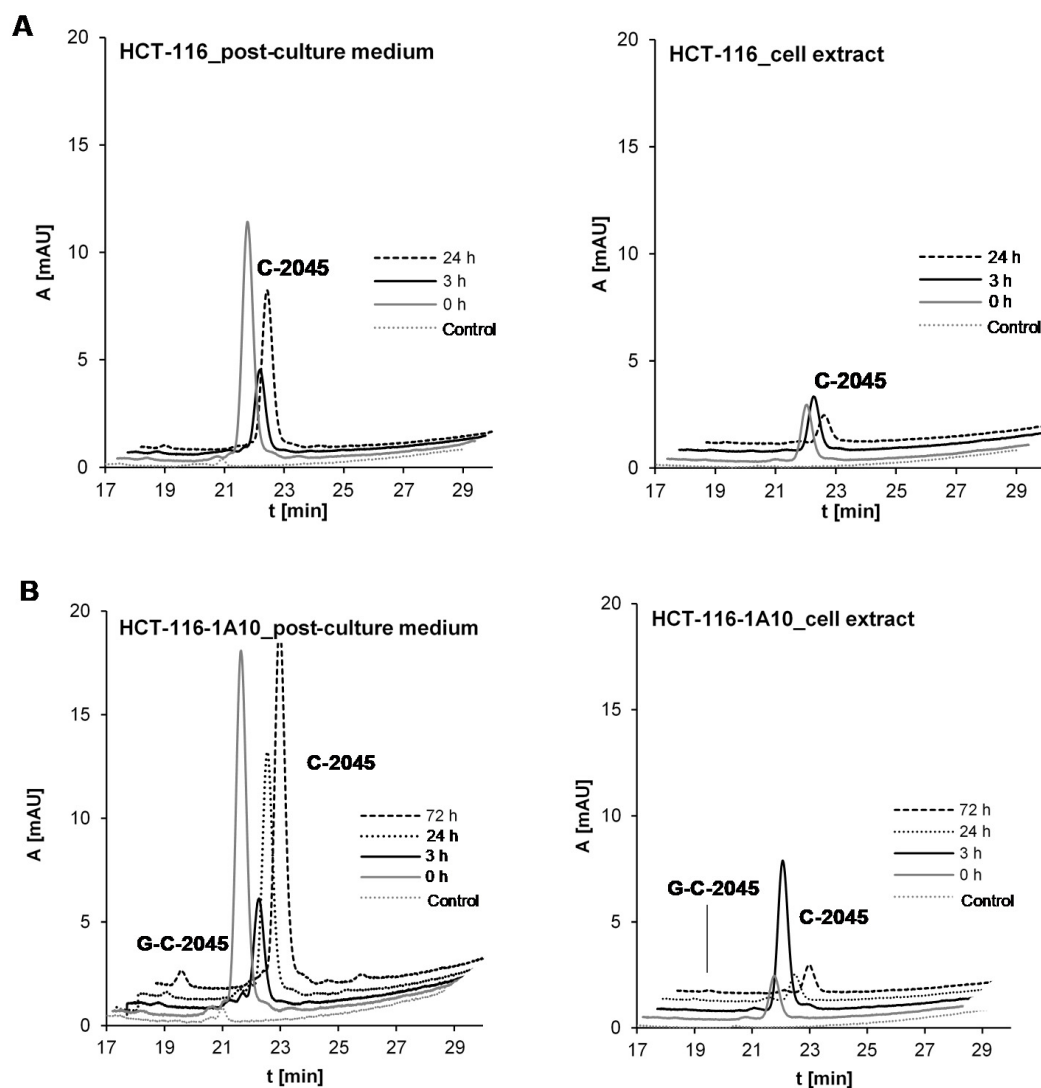 A
HCT-116_post-culture medium
20
15
10
5
0
A [mAU]
C-2045
24 h
3 h
0 h
Control
17 19 21 23 25 27 29
t [min]
HCT-116_cell extract
20
15
10
5
0
A [mAU]
C-2045
24 h
3 h
0 h
Control
17 19 21 23 25 27 29
t [min]
B
HCT-116-1A10_post-culture medium
20
15
10
5
0
A [mAU]
C-2045
G-C-2045
72 h
24 h
3 h
0 h
Control
17 19 21 23 25 27 29
t [min]
HCT-116-1A10_cell extract
20
15
10
5
0
A [mAU]
G-C-2045
C-2045
72 h
24 h
3 h
0 h
Control
17 19 21 23 25 27 29
t [min]